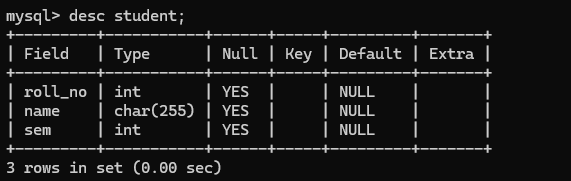 mysql> desc student;
+---------+-----------+------+-----+---------+-------+
| Field   | Type      | Null | Key | Default | Extra |
+---------+-----------+------+-----+---------+-------+
| roll_no | int       | YES  |     | NULL    |       |
| name    | char(255) | YES  |     | NULL    |       |
| sem     | int       | YES  |     | NULL    |       |
+---------+-----------+------+-----+---------+-------+
3 rows in set (0.00 sec)